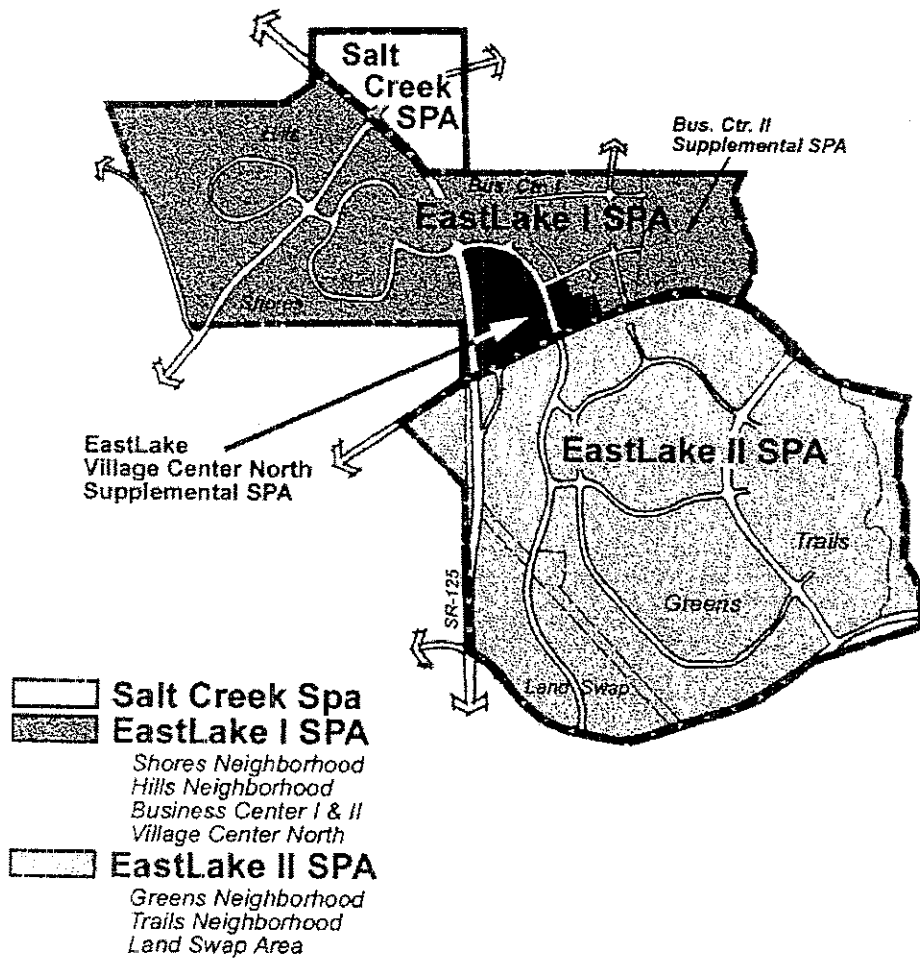 Salt
Creek
SPA
Bus. Ctr. II
Supplemental SPA
Hills
Bus. Ctr. I
EastLake I SPA
Shores
EastLake
Village Center North
Supplemental SPA
EastLake II SPA
Trails
Greens
SR-125
Land Swap
Salt Creek Spa
EastLake I SPA
Shores Neighborhood
Hills Neighborhood
Business Center I & II
Village Center North
EastLake II SPA
Greens Neighborhood
Trails Neighborhood
Land Swap Area